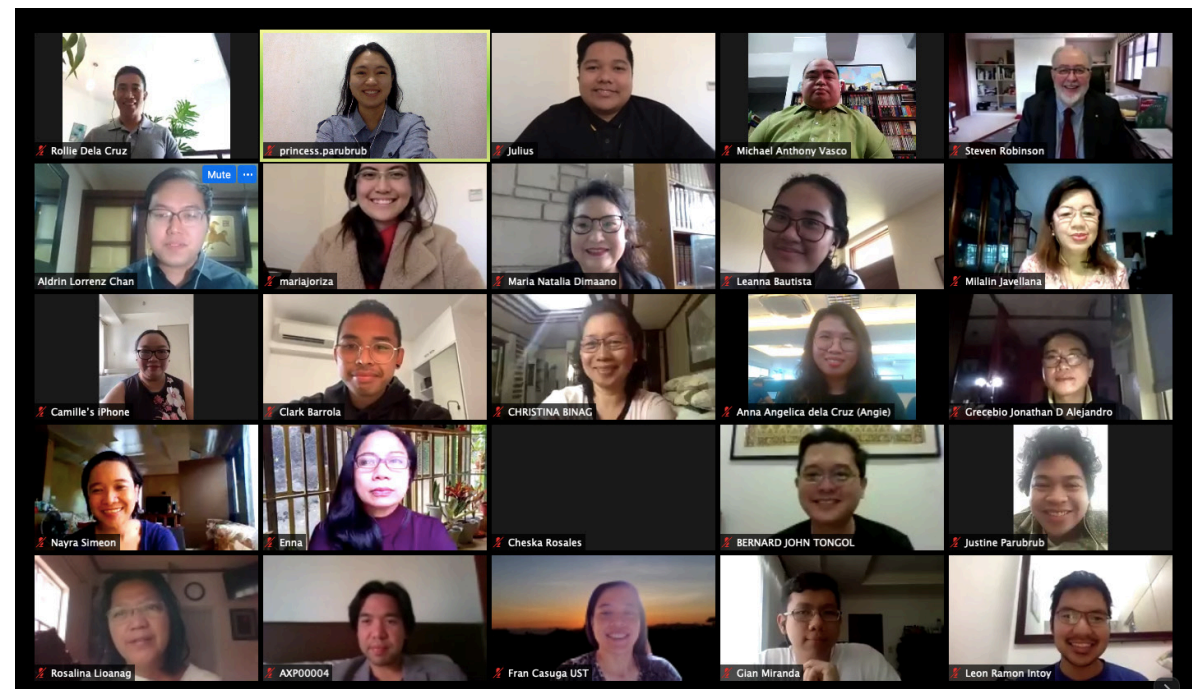 Rollie Dela Cruz
princess.parubrub
Julius
Michael Anthony Vasco
Steven Robinson
Mute ...
Aldrin Lorrenz Chan
mariajoriza
Maria Natalia Dimaano
Leanna Bautista
Milalin Javellana
Camille's iPhone
Clark Barrola
CHRISTINA BINAG
Anna Angelica dela Cruz (Angie)
Grecebio Jonathan D Alejandro
Nayra Simeon
Enna
Cheska Rosales
BERNARD JOHN TONGOL
Justine Parubrub
Rosalina Lioanag
AXP00004
Fran Casuga UST
Gian Miranda
Leon Ramon Intoy